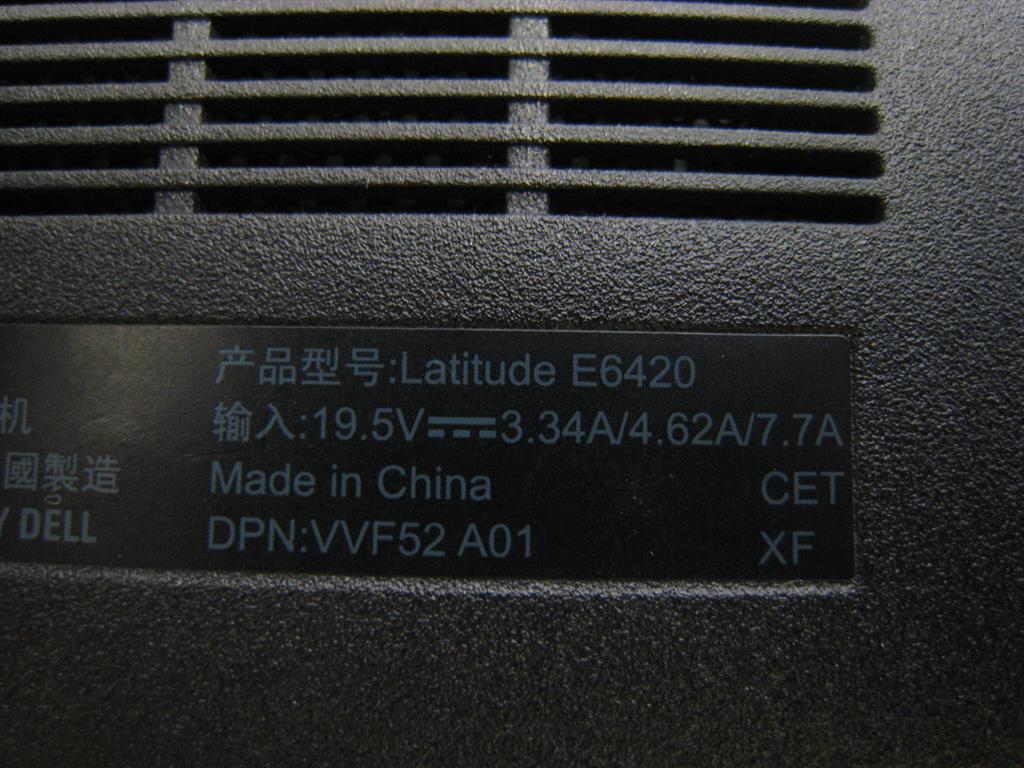 产品型号:Latitude E6420
机 输入:19.5V⎓3.34A/4.62A/7.7A
國製造 Made in China CET
Y DELL DPN:VVF52 A01 XF